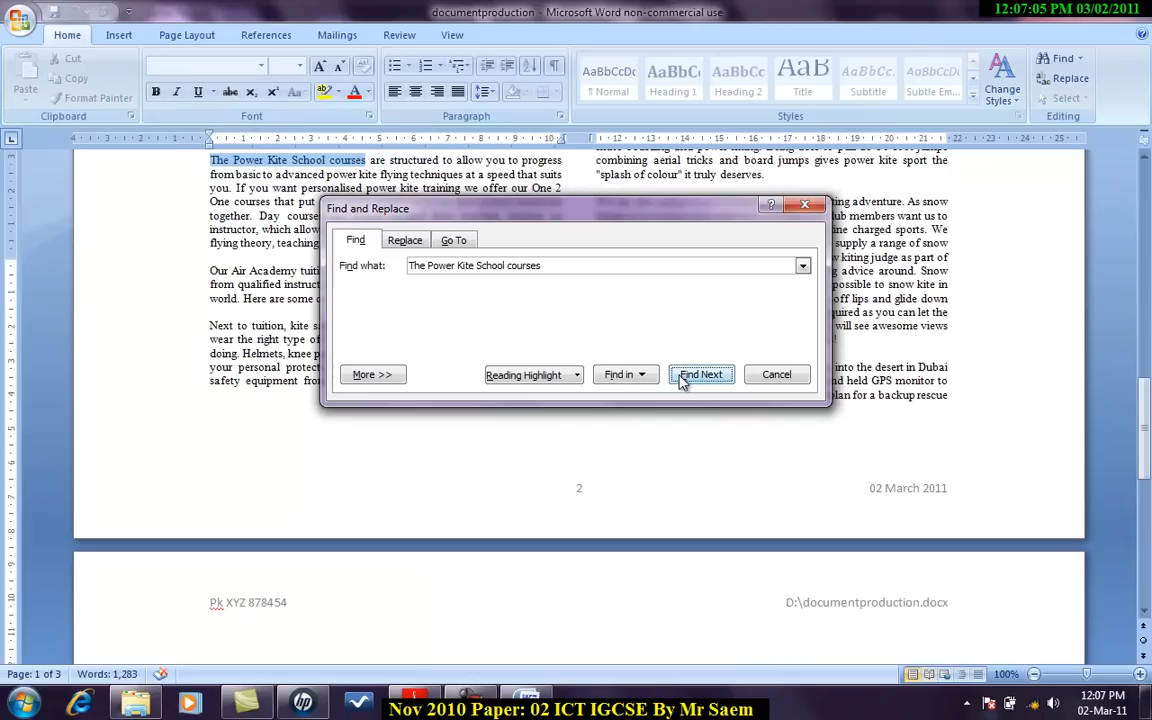 12:07:05 PM 03/02/2011
documentproduction - Microsoft Word non-commercial use
Home Insert Page Layout References Mailings Review View
Paste
Cut
Copy
Format Painter
Clipboard
Font
Paragraph
AaBbCcDc AaBbCc AaBbCc AaB AaBbCcL AaBbCcDc
¶ Normal Heading 1 Heading 2 Title Subtitle Subtle Em...
Change Styles
Styles
Find
Replace
Select
Editing
The Power Kite School courses are structured to allow you to progress
from basic to advanced power kite flying techniques at a speed that suits
you. If you want personalised power kite training we offer our One 2
One courses that put
together. Day course
instructor, which allow
flying theory, teaching
Our Air Academy tuiti
from qualified instruct
world. Here are some o
Next to tuition, kite s
wear the right type of
doing. Helmets, knee p
your personal protect
safety equipment from
combining aerial tricks and board jumps gives power kite sport the
"splash of colour" it truly deserves.
ting adventure. As snow
ub members want us to
ine charged sports. We
supply a range of snow
kiting judge as part of
g advice around. Snow
possible to snow kite in
off lips and glide down
quired as you can let the
will see awesome views
into the desert in Dubai
and held GPS monitor to
plan for a backup rescue
Find and Replace
Find Replace Go To
Find what: The Power Kite School courses
More >> Reading Highlight Find in Find Next Cancel
2 02 March 2011
Pk XYZ 878454 D:\documentproduction.docx
Page: 1 of 3 Words: 1,283 100%
12:07 PM
02-Mar-11
Nov 2010 Paper: 02 ICT IGCSE By Mr Saem